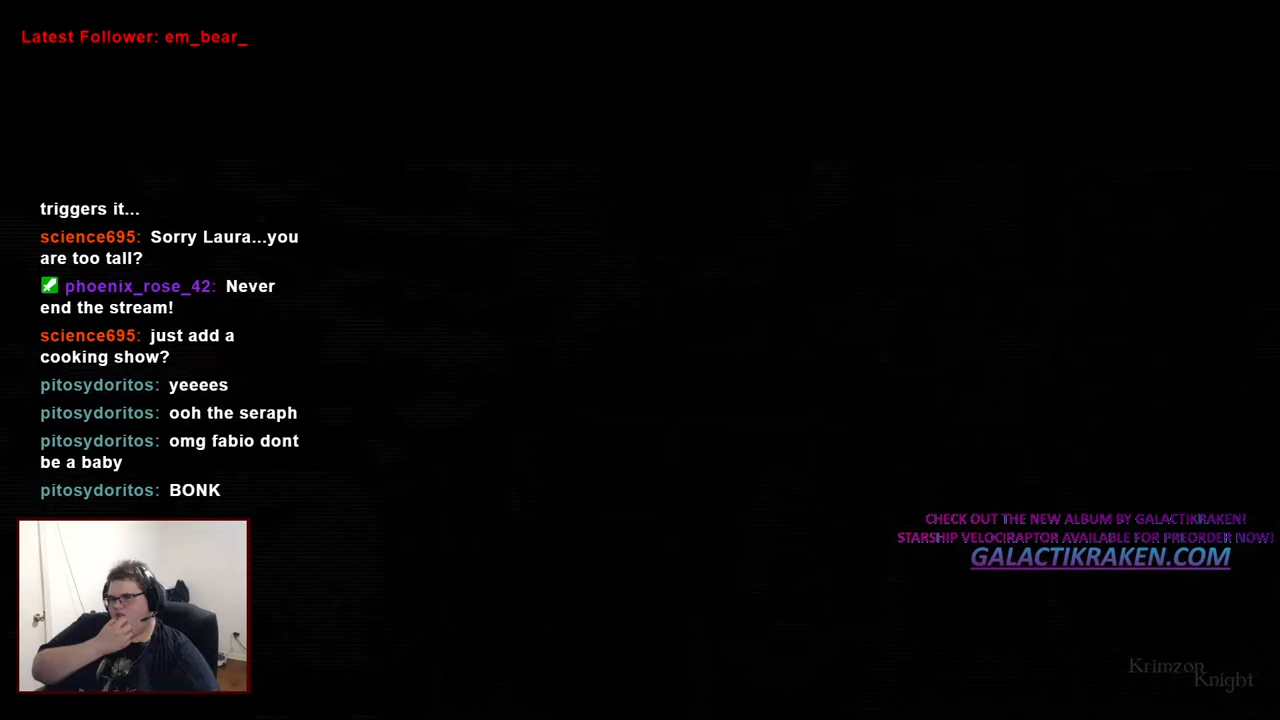 Latest Follower: em_bear_
triggers it...
science695: Sorry Laura...you
are too tall?
phoenix_rose_42: Never
end the stream!
science695: just add a
cooking show?
pitosydoritos: yeeees
pitosydoritos: ooh the seraph
pitosydoritos: omg fabio dont
be a baby
pitosydoritos: BONK
CHECK OUT THE NEW ALBUM BY GALACTIKRAKEN!
STARSHIP VELOCIRAPTOR AVAILABLE FOR PREORDER NOW!
GALACTIKRAKEN.COM
Krimzon
Knight